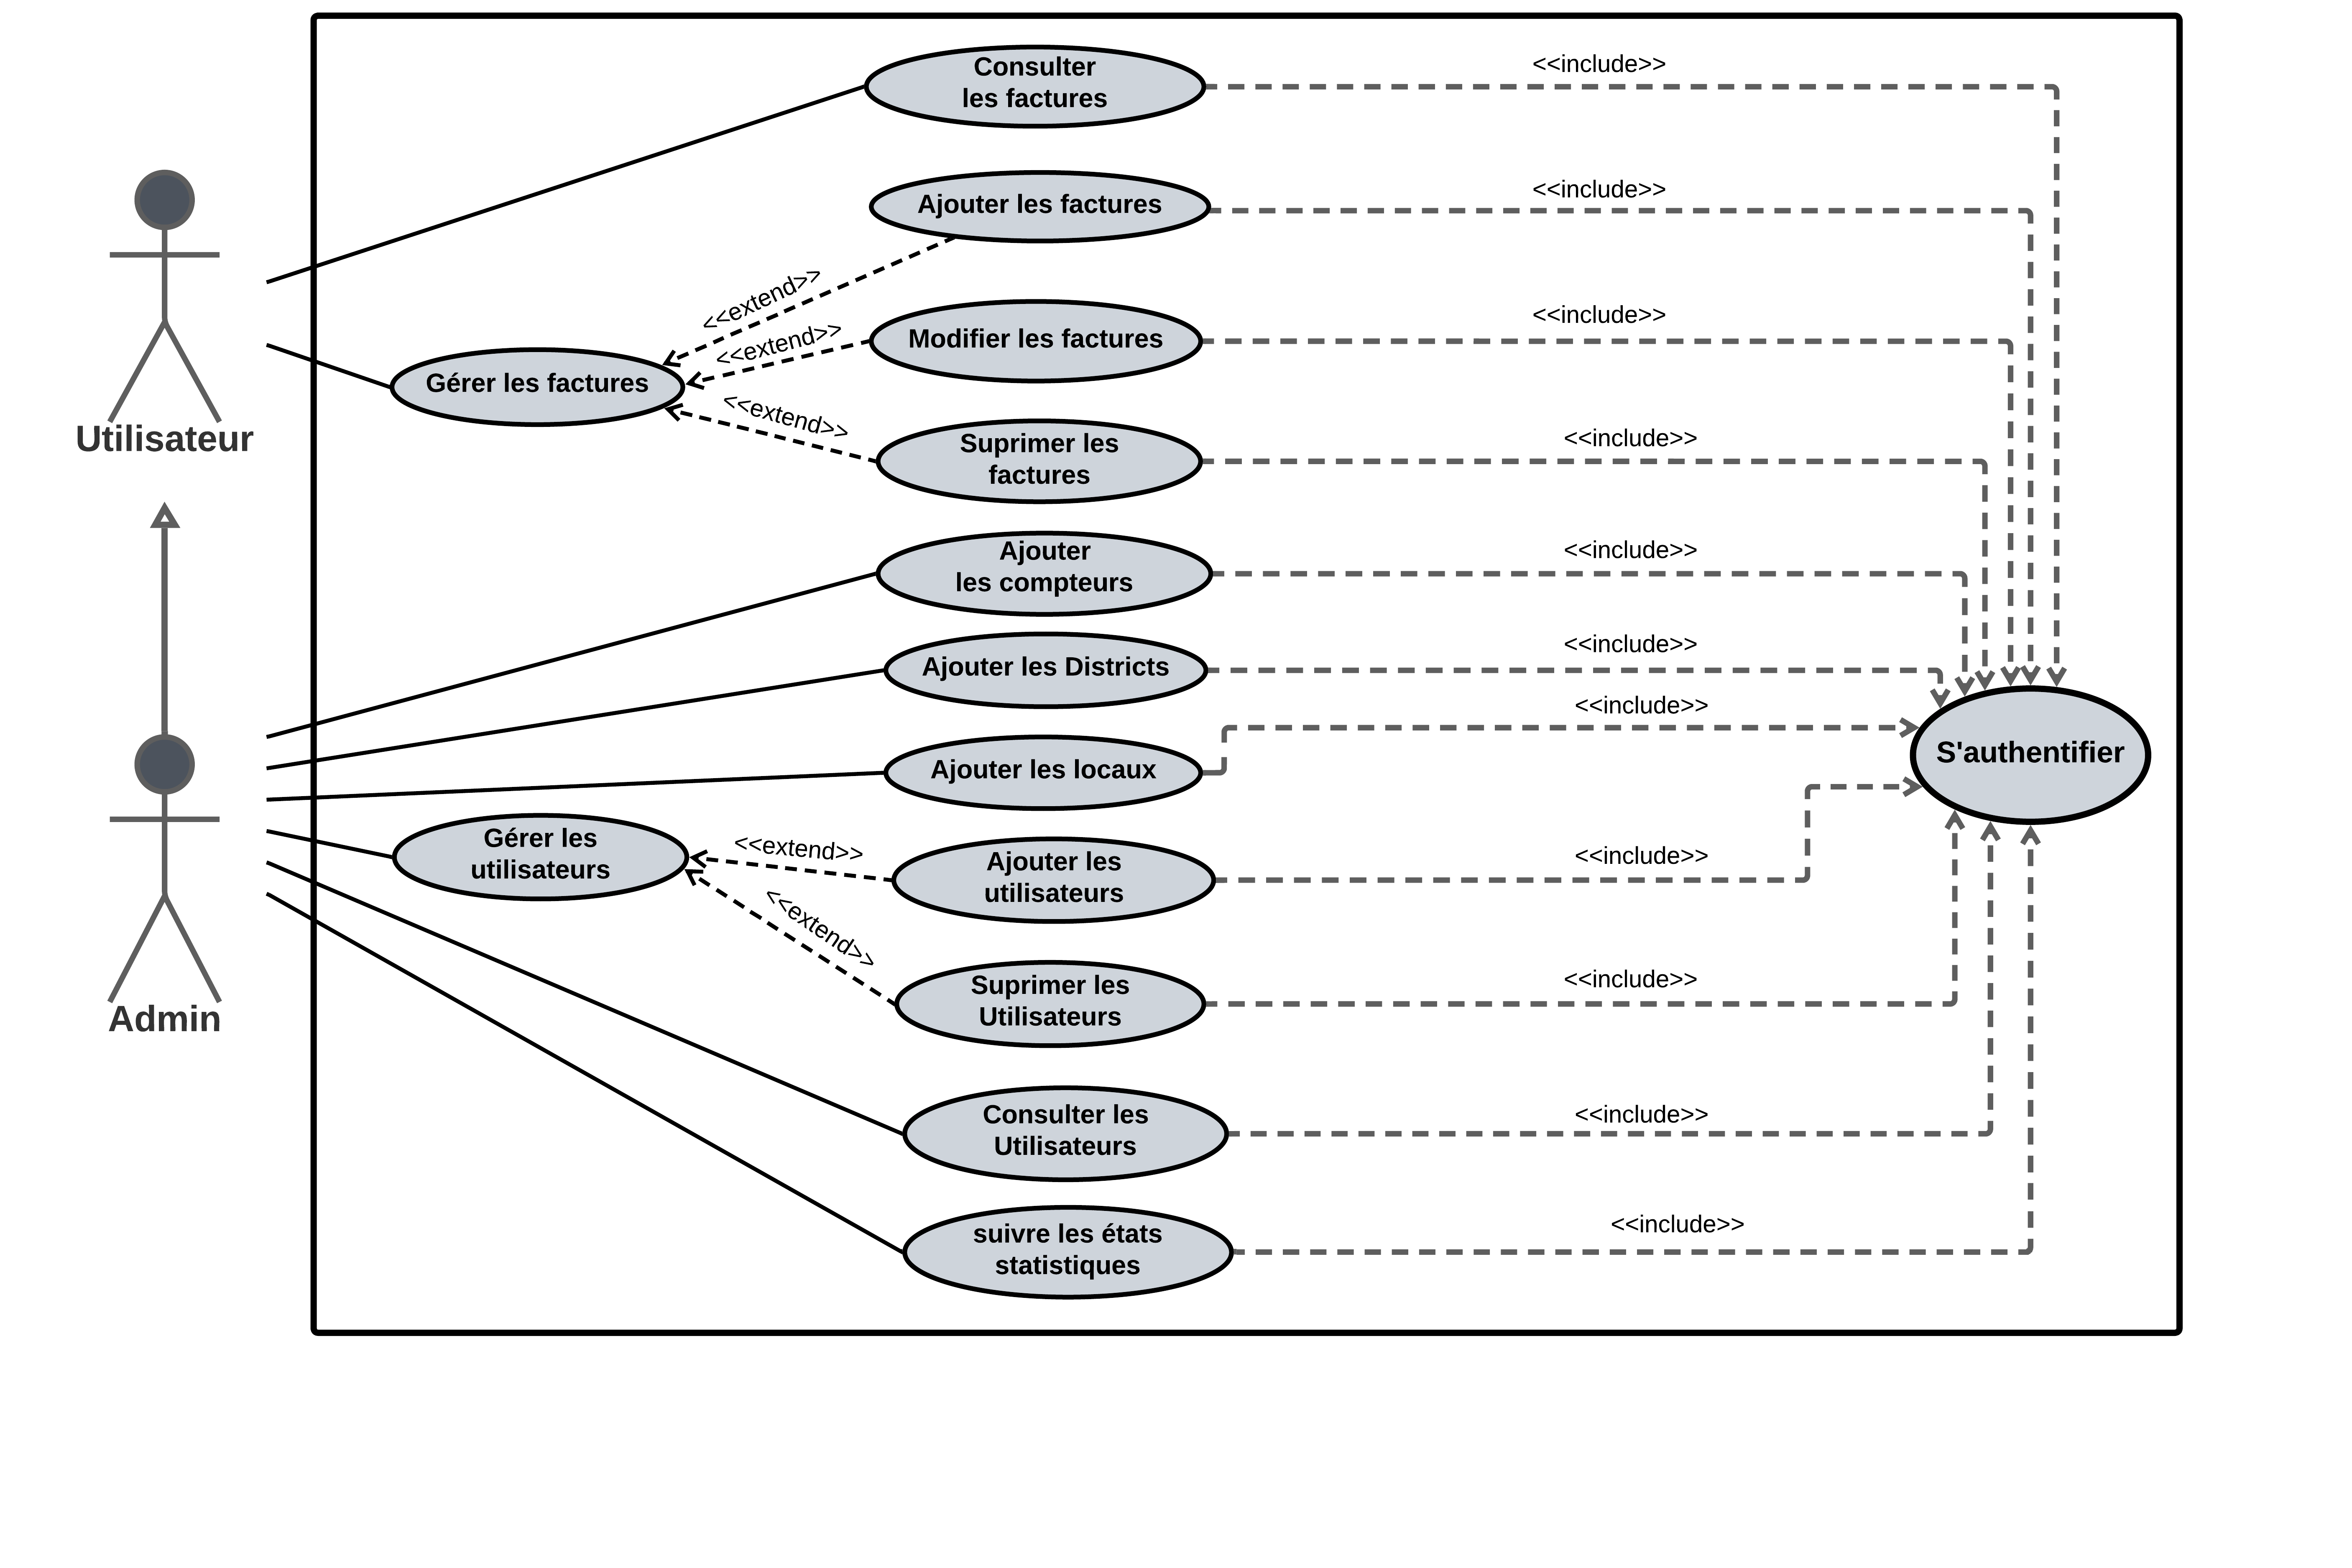 Consulter
les factures
<<include>>
Ajouter les factures
<<include>>
<<extend>>
Modifier les factures
<<include>>
<<extend>>
Gérer les factures
<<extend>>
Suprimer les
factures
<<include>>
Utilisateur
Ajouter
les compteurs
<<include>>
Ajouter les Districts
<<include>>
<<include>>
S'authentifier
Ajouter les locaux
Gérer les
utilisateurs
<<extend>>
Ajouter les
utilisateurs
<<include>>
<<extend>>
Suprimer les
Utilisateurs
<<include>>
Admin
Consulter les
Utilisateurs
<<include>>
suivre les états
statistiques
<<include>>